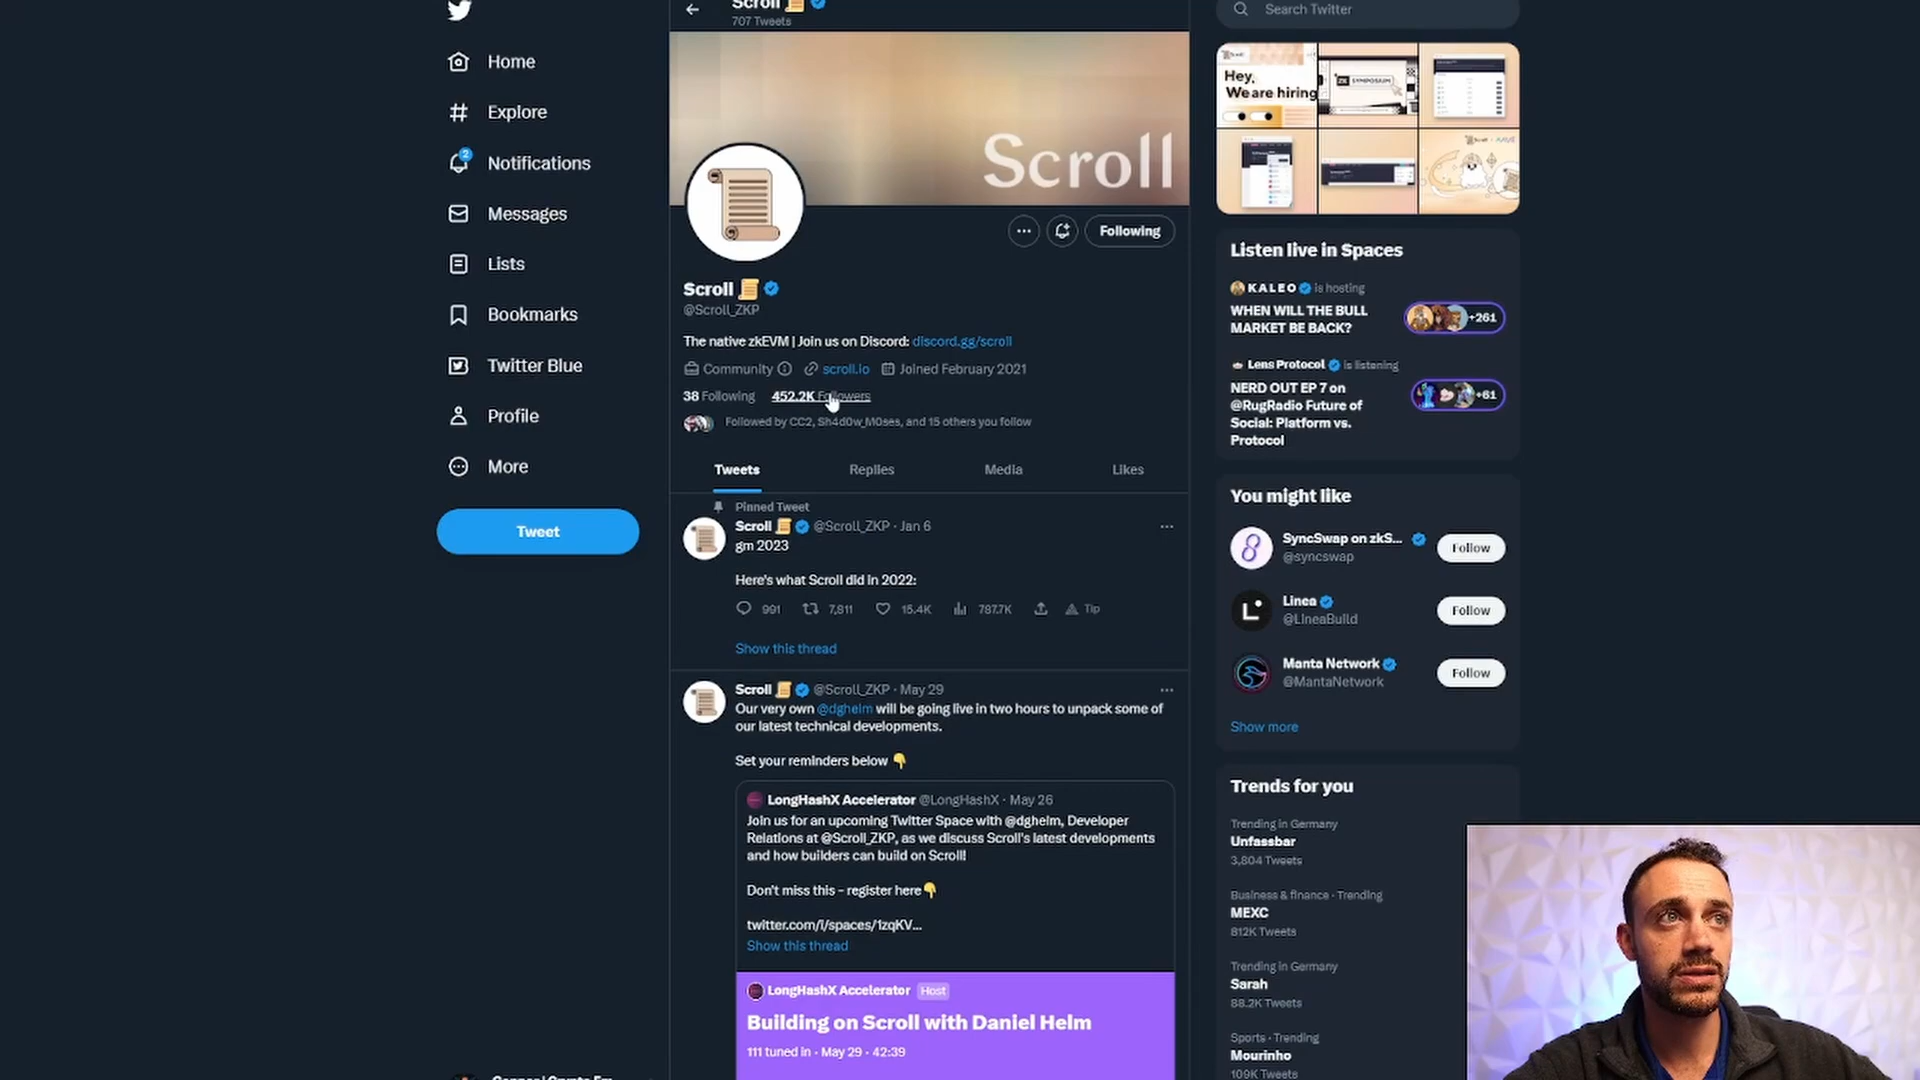 Scroll
707 Tweets
Search Twitter
Home
Explore
2
Notifications
Messages
Lists
Bookmarks
Twitter Blue
Profile
More
Tweet
Scroll
Following
Scroll
@Scroll_ZKP
The native zkEVM | Join us on Discord: discord.gg/scroll
Community scroll.io Joined February 2021
38 Following 452.2K Followers
Followed by CC2, Sh4d0w_M0ses, and 15 others you follow
Tweets Replies Media Likes
Pinned Tweet
Scroll @Scroll_ZKP · Jan 6
gm 2023
Here's what Scroll did in 2022:
991 7,811 15.4K 787.7K Tip
Show this thread
Scroll @Scroll_ZKP · May 29
Our very own @dghelm will be going live in two hours to unpack some of
our latest technical developments.
Set your reminders below 👇
LongHashX Accelerator @LongHashX · May 26
Join us for an upcoming Twitter Space with @dghelm, Developer
Relations at @Scroll_ZKP, as we discuss Scroll's latest developments
and how builders can build on Scroll!
Don't miss this – register here👇
twitter.com/i/spaces/1zqKV...
Show this thread
LongHashX Accelerator Host
Building on Scroll with Daniel Helm
111 tuned in · May 29 · 42:39
Hey,
We are hiring
SYMPOSIUM
Listen live in Spaces
KALEO is hosting
WHEN WILL THE BULL
MARKET BE BACK?
+261
Lens Protocol is listening
NERD OUT EP 7 on
@RugRadio Future of
Social: Platform vs.
Protocol
+61
You might like
SyncSwap on zkS...
@syncswap
Follow
Linea
@LineaBuild
Follow
Manta Network
@MantaNetwork
Follow
Show more
Trends for you
Trending in Germany
Unfassbar
3,804 Tweets
Business & finance · Trending
MEXC
812K Tweets
Trending in Germany
Sarah
88.2K Tweets
Sports · Trending
Mourinho
109K Tweets